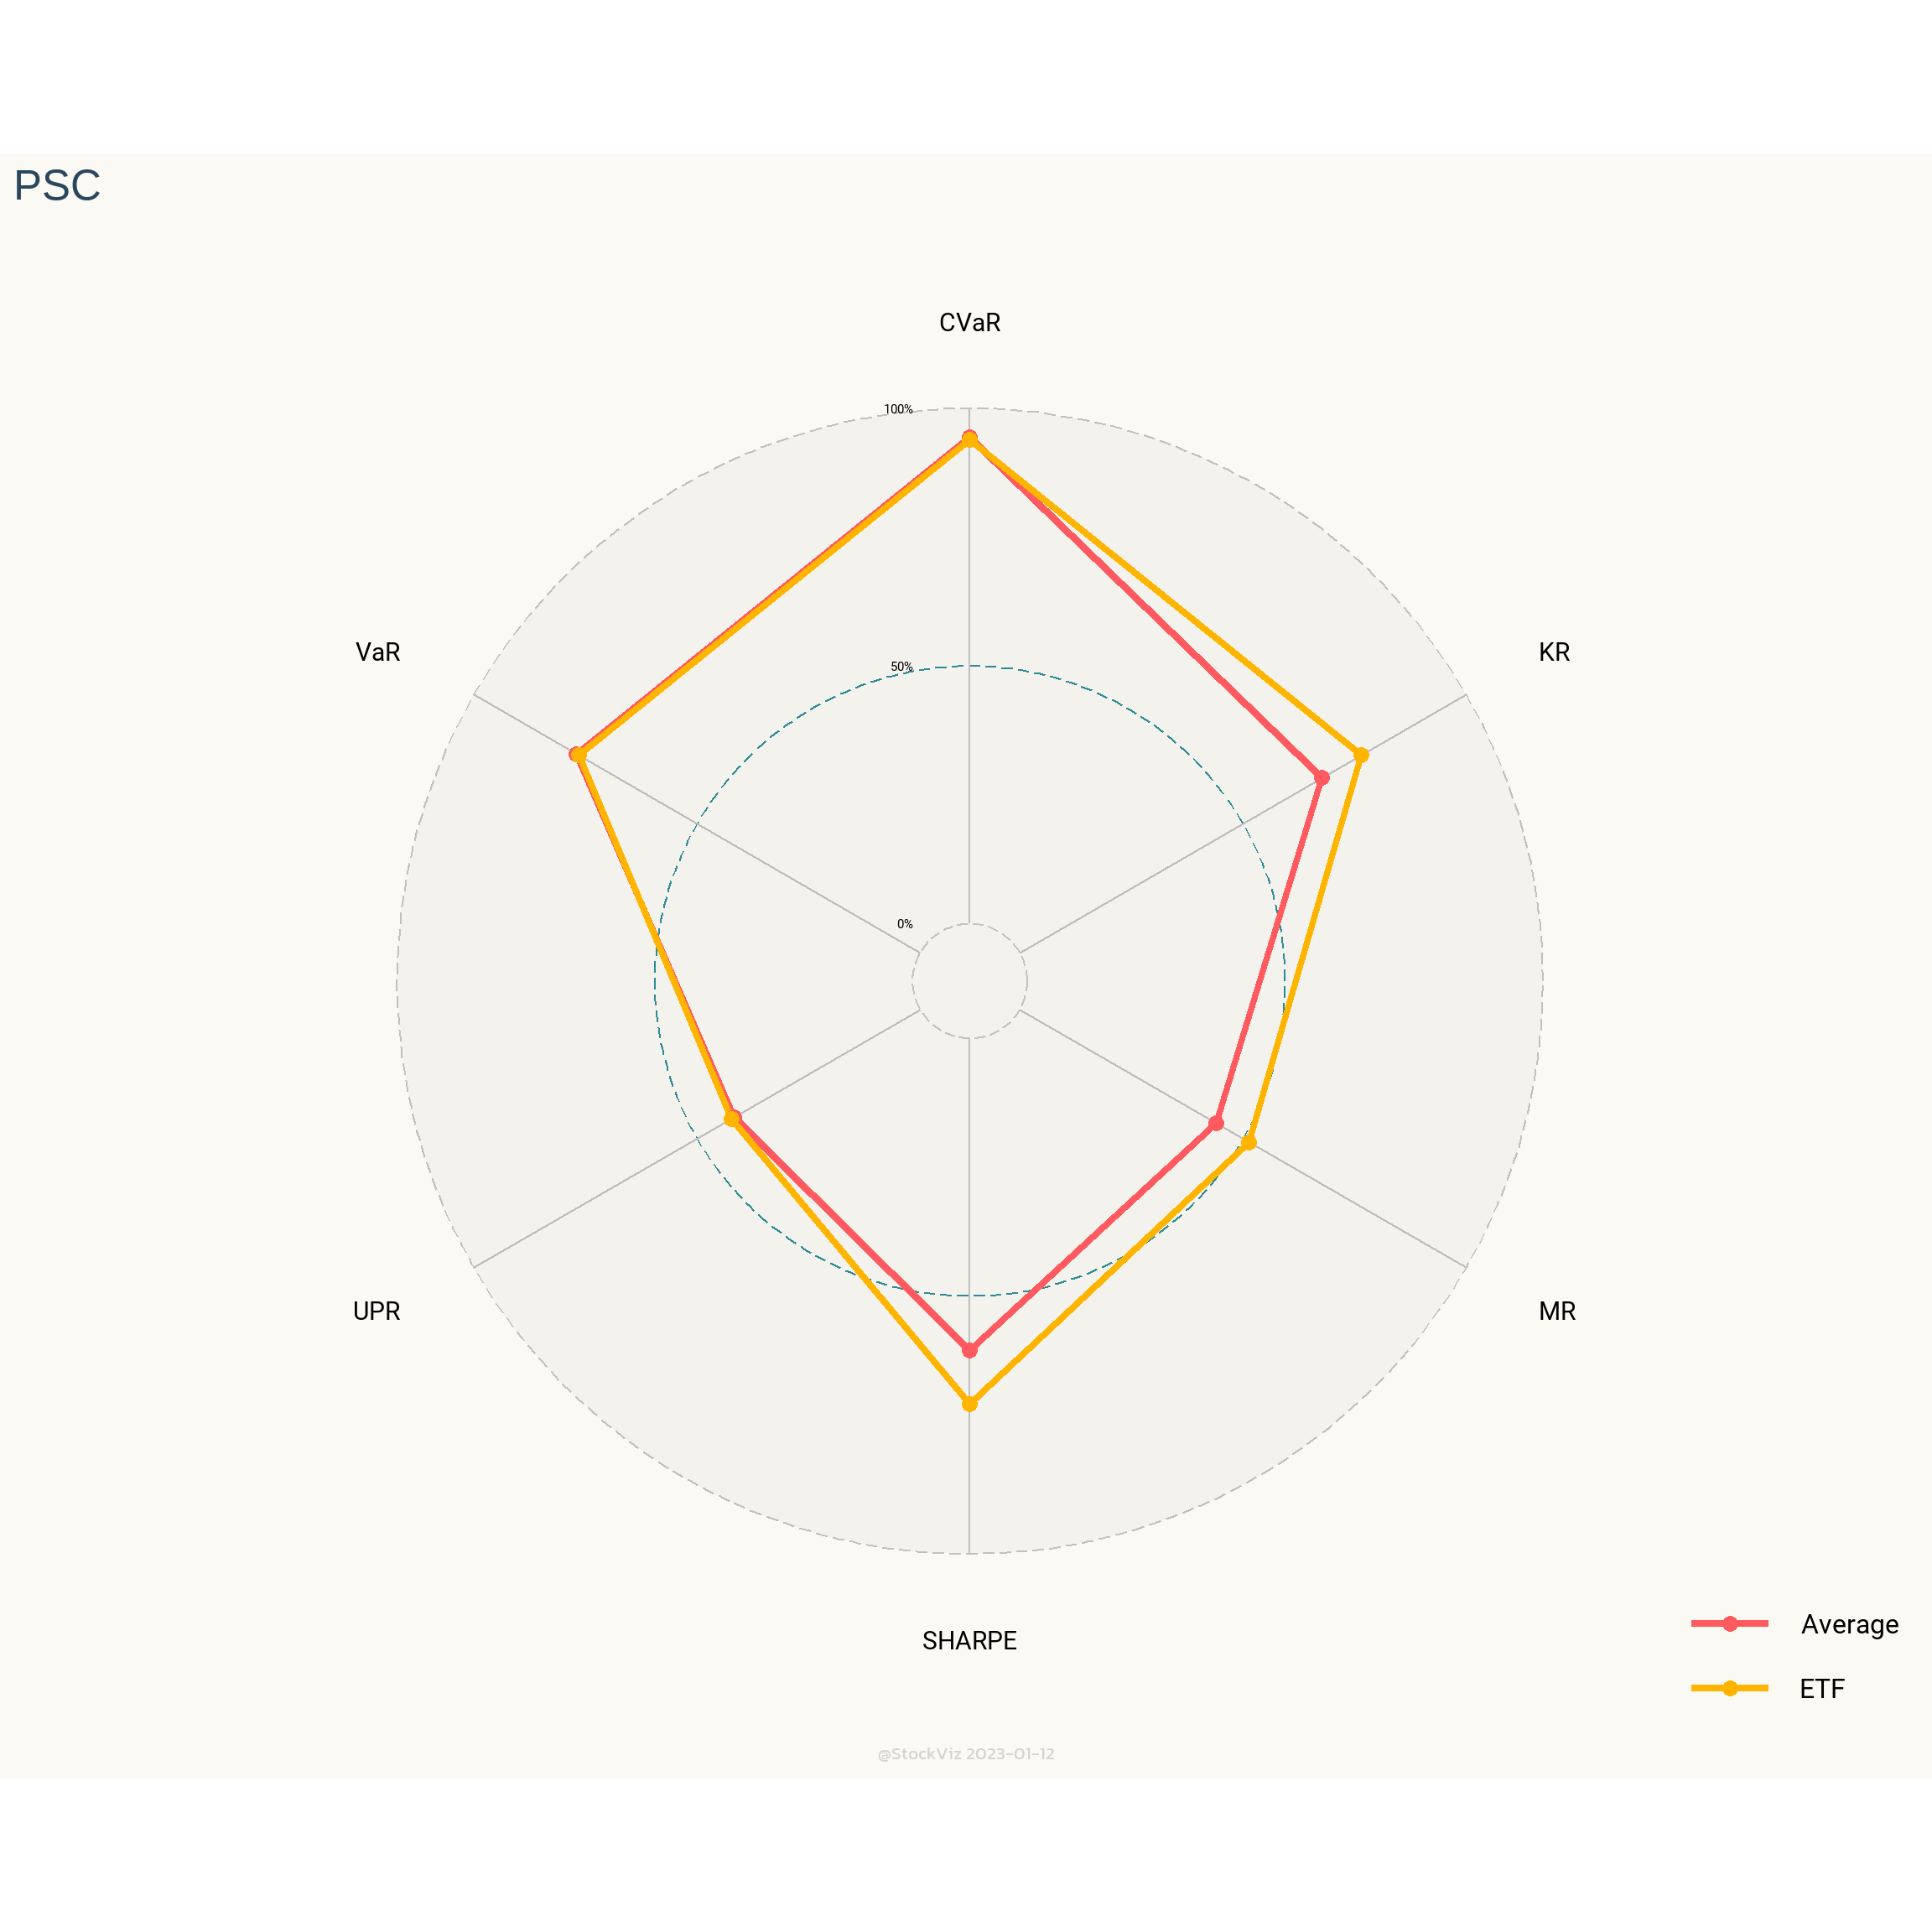 PSC
CVaR
100%
VaR
KR
50%
0%
UPR
MR
SHARPE
Average
ETF
@StockViz 2023-01-12